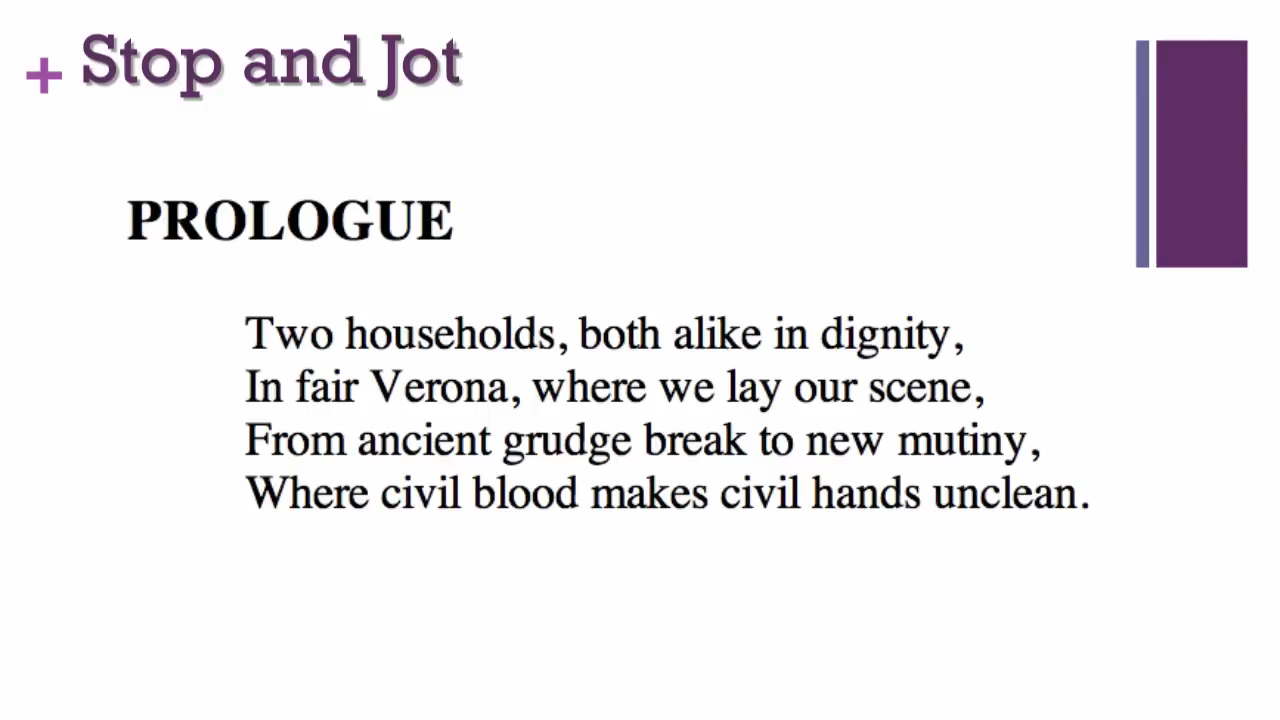 + Stop and Jot
PROLOGUE
Two households, both alike in dignity,
In fair Verona, where we lay our scene,
From ancient grudge break to new mutiny,
Where civil blood makes civil hands unclean.